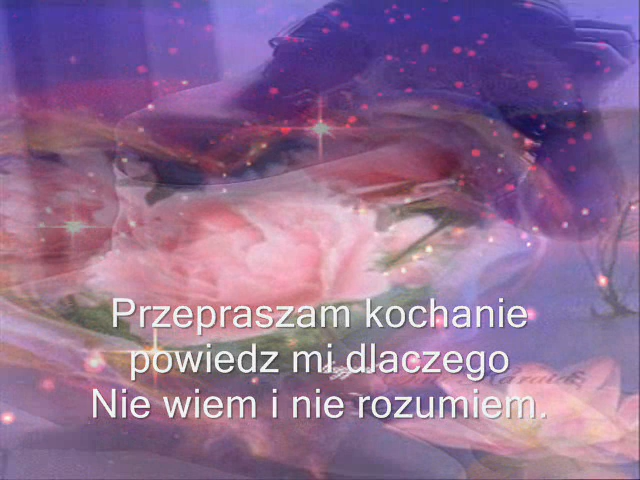 Przepraszam kochanie
powiedz mi dlaczego
Nie wiem i nie rozumiem.